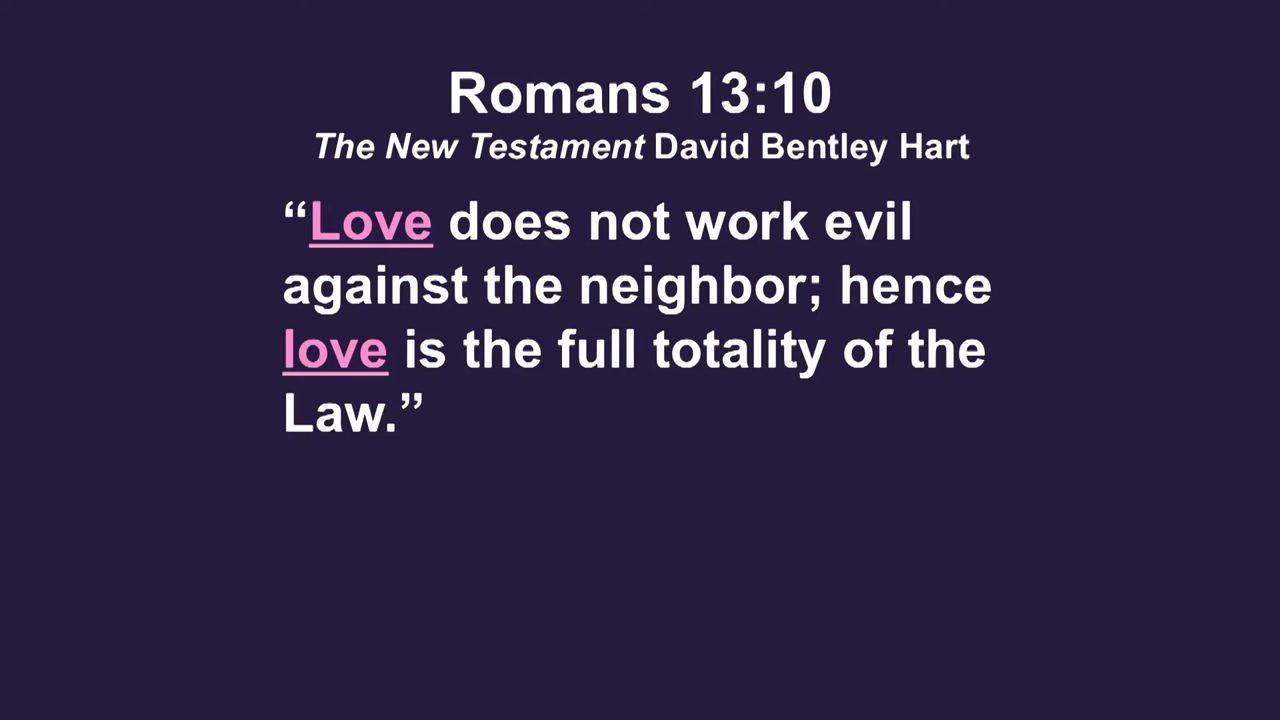 Romans 13:10
The New Testament David Bentley Hart
“Love does not work evil
against the neighbor; hence
love is the full totality of the
Law.”